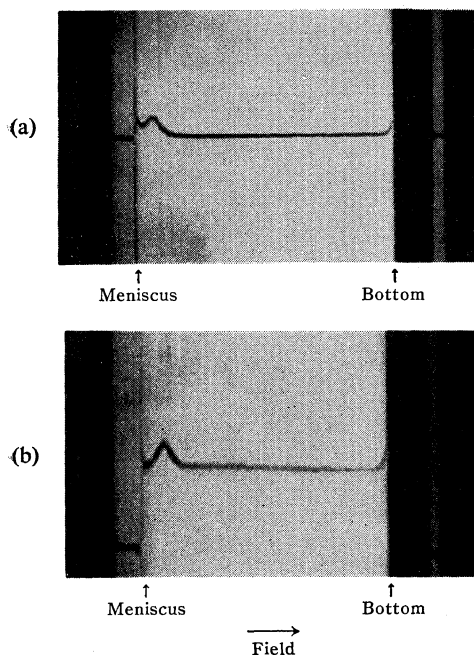 (a)
↑ ↑
Meniscus Bottom
(b)
↑ ↑
Meniscus Bottom
→
Field